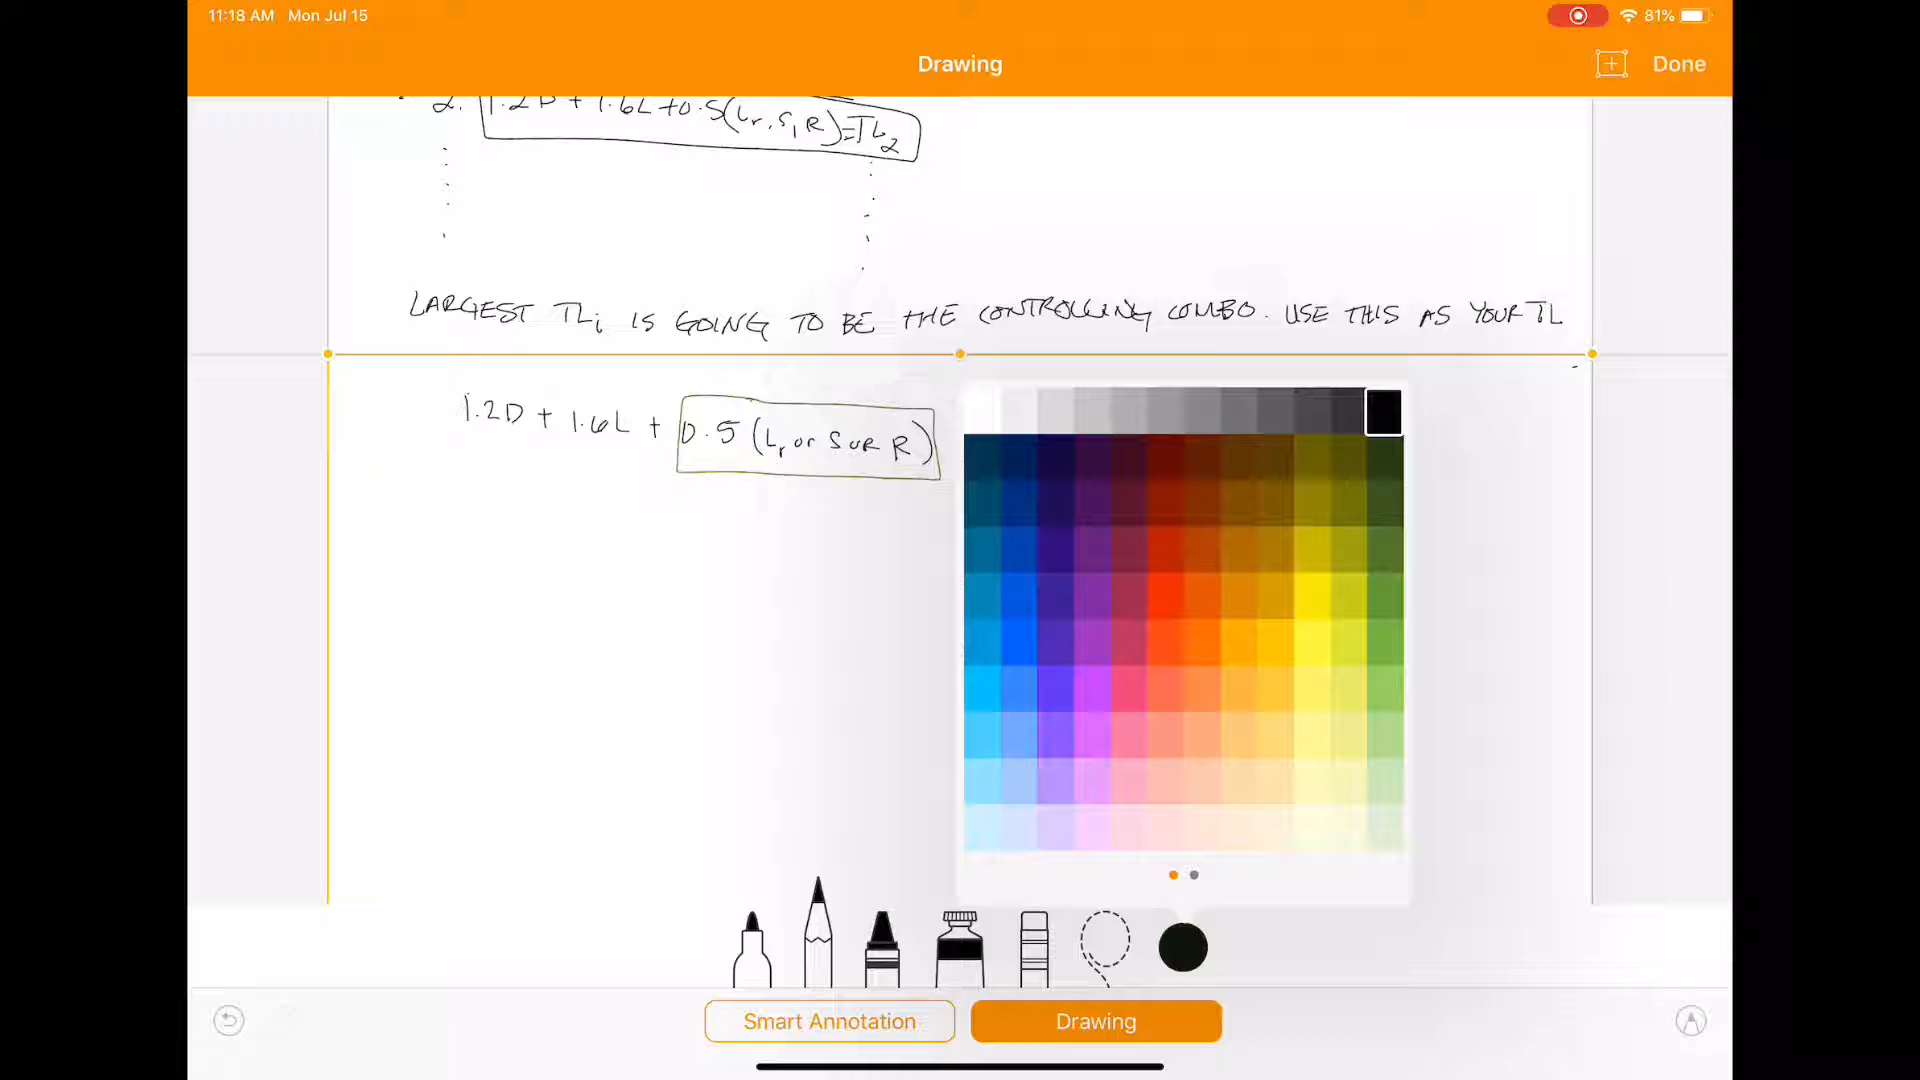 11:18 AM Mon Jul 15
81%
Drawing
Done
2. 1.2D + 1.6L + 0.5(Lr, S, R) = TL2
LARGEST TLi IS GOING TO BE THE CONTROLLING COMBO. USE THIS AS YOUR TL
1.2D + 1.6L + 0.5 (Lr or S OR R)
Smart Annotation
Drawing